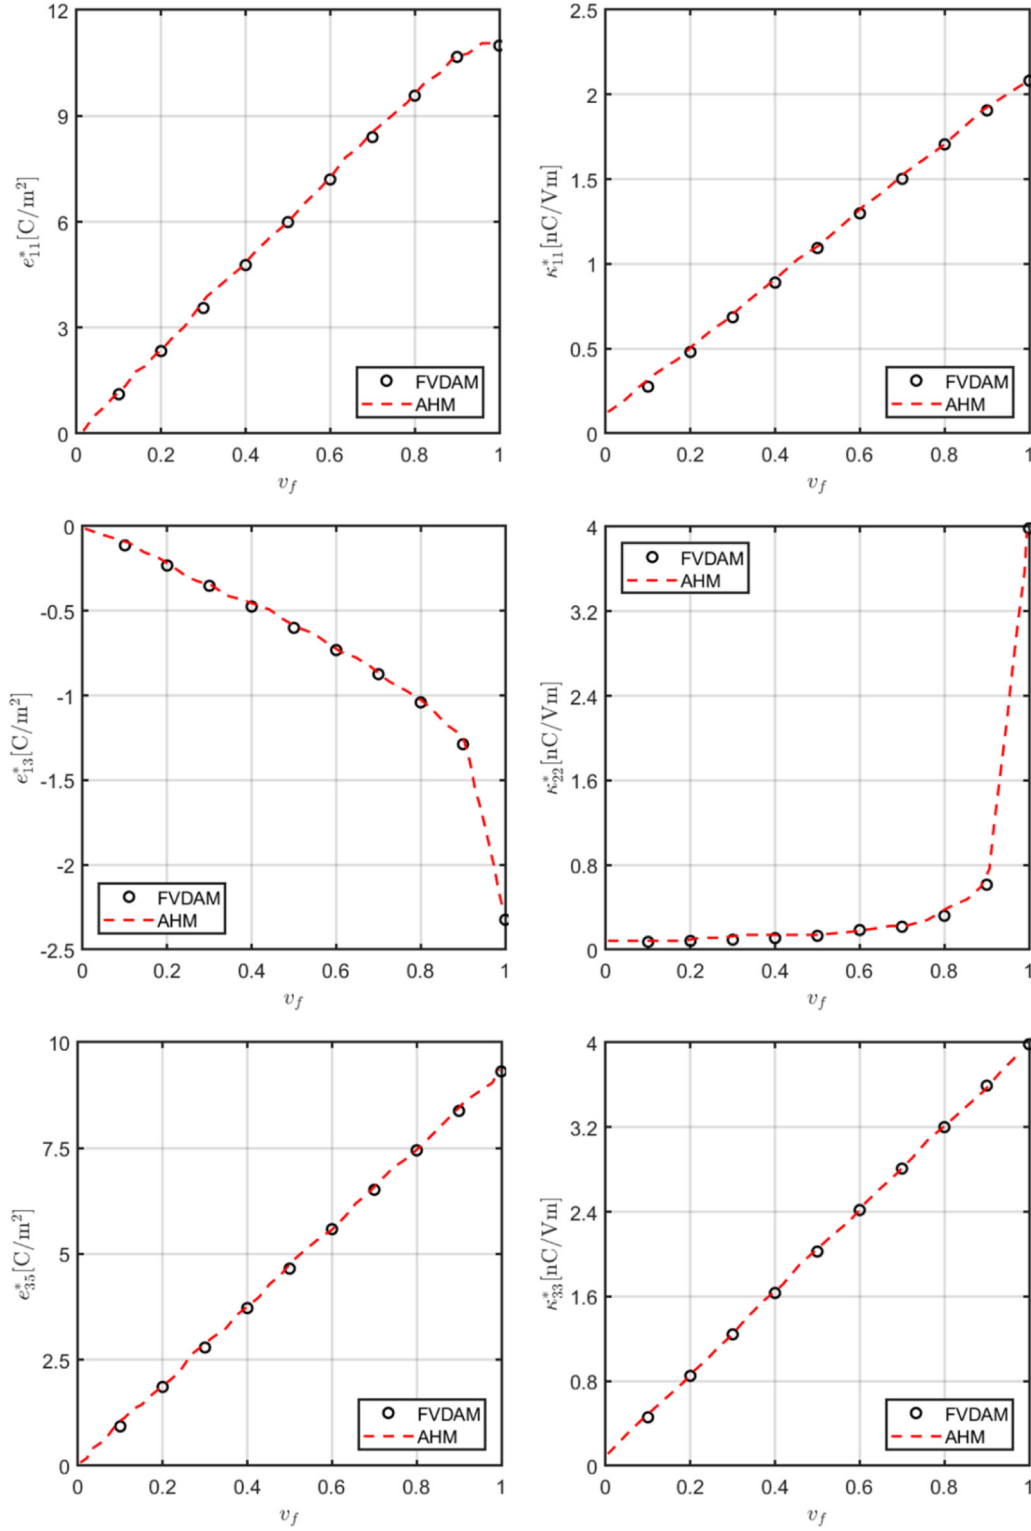 12
9
6
3
0
e*11[C/m²]
FVDAM
AHM
0 0.2 0.4 0.6 0.8 1
vf
2.5
2
1.5
1
0.5
0
κ*11[nC/Vm]
FVDAM
AHM
0 0.2 0.4 0.6 0.8 1
vf
0
-0.5
-1
-1.5
-2
-2.5
e*13[C/m²]
FVDAM
AHM
0 0.2 0.4 0.6 0.8 1
vf
4
3.2
2.4
1.6
0.8
0
κ*22[nC/Vm]
FVDAM
AHM
0 0.2 0.4 0.6 0.8 1
vf
10
7.5
5
2.5
0
e*35[C/m²]
FVDAM
AHM
0 0.2 0.4 0.6 0.8 1
vf
4
3.2
2.4
1.6
0.8
0
κ*33[nC/Vm]
FVDAM
AHM
0 0.2 0.4 0.6 0.8 1
vf